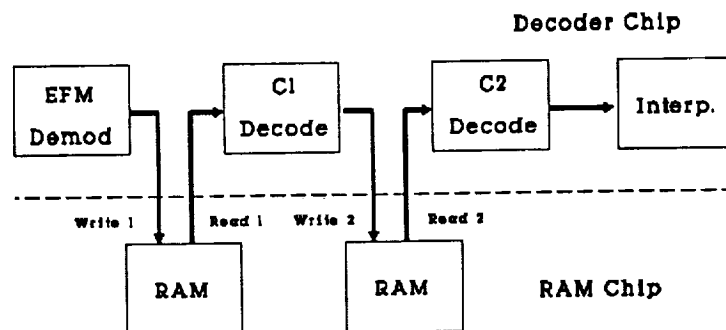 Decoder Chip
EFM
Demod
C1
Decode
C2
Decode
Interp.
Write 1
Read 1
Write 2
Read 2
RAM
RAM
RAM Chip